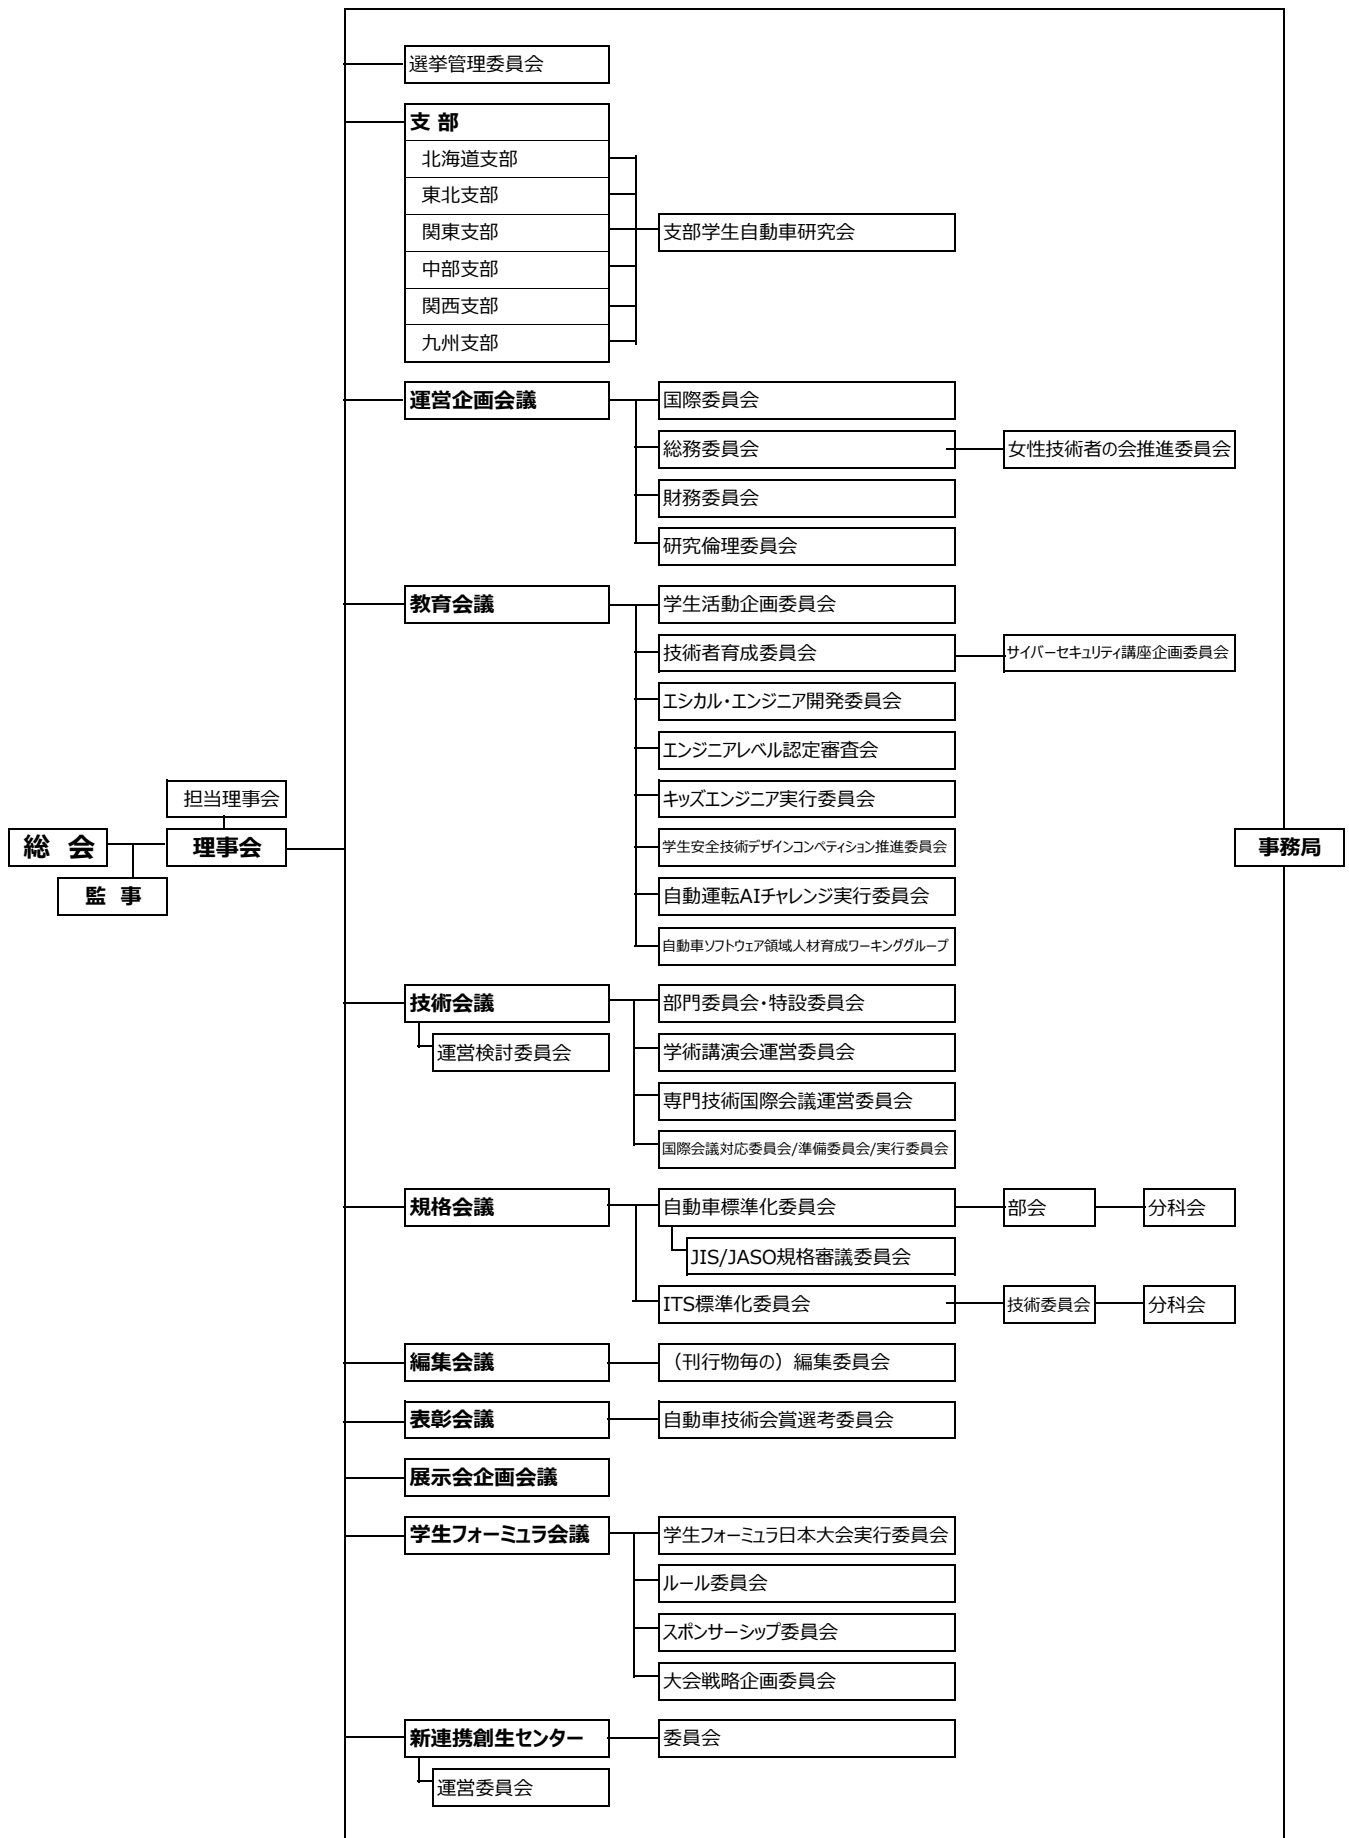 選挙管理委員会
支 部
北海道支部
東北支部
関東支部
中部支部
関西支部
九州支部
支部学生自動車研究会
運営企画会議
国際委員会
総務委員会
女性技術者の会推進委員会
財務委員会
研究倫理委員会
教育会議
学生活動企画委員会
技術者育成委員会
サイバーセキュリティ講座企画委員会
エシカル・エンジニア開発委員会
エンジニアレベル認定審査会
キッズエンジニア実行委員会
学生安全技術デザインコンペティション推進委員会
自動運転AIチャレンジ実行委員会
自動車ソフトウェア領域人材育成ワーキンググループ
担当理事会
総 会
理事会
監 事
事務局
技術会議
運営検討委員会
部門委員会・特設委員会
学術講演会運営委員会
専門技術国際会議運営委員会
国際会議対応委員会/準備委員会/実行委員会
規格会議
自動車標準化委員会
部会
分科会
JIS/JASO規格審議委員会
ITS標準化委員会
技術委員会
分科会
編集会議
（刊行物毎の）編集委員会
表彰会議
自動車技術会賞選考委員会
展示会企画会議
学生フォーミュラ会議
学生フォーミュラ日本大会実行委員会
ルール委員会
スポンサーシップ委員会
大会戦略企画委員会
新連携創生センター
委員会
運営委員会